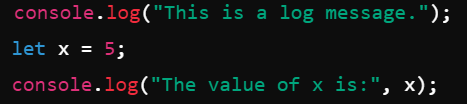 console.log("This is a log message.");
let x = 5;
console.log("The value of x is:", x);